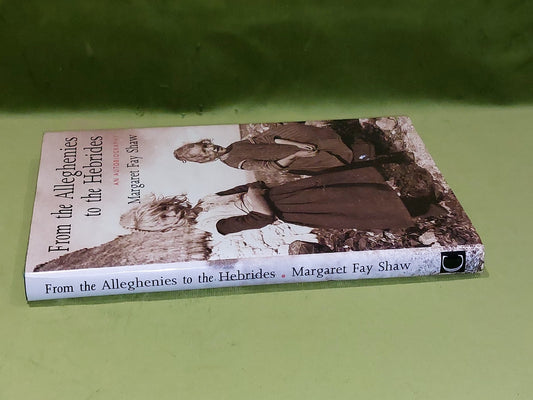 From the Alleghenies
to the Hebrides
AN AUTOBIOGRAPHY
Margaret Fay Shaw
From the Alleghenies to the Hebrides • Margaret Fay Shaw
C